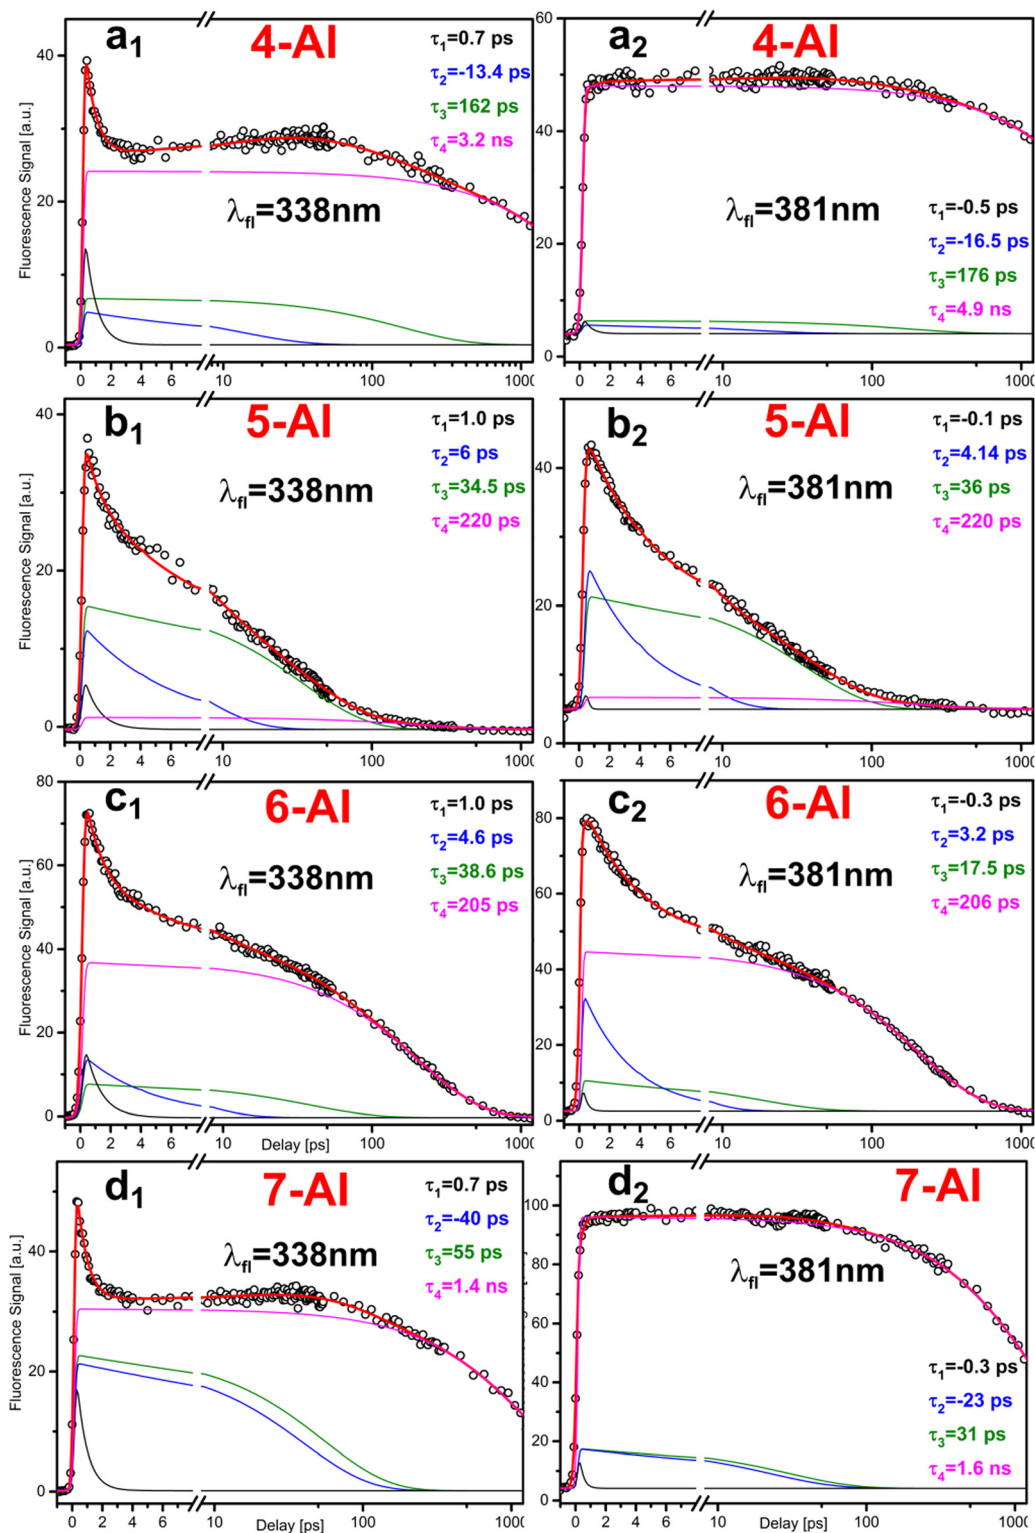 a1
4-AI
τ1=0.7 ps
τ2=-13.4 ps
τ3=162 ps
τ4=3.2 ns
λfl=338nm
Fluorescence Signal [a.u.]
40
20
0
0 2 4 6 10 100 1000
a2
4-AI
λfl=381nm
τ1=-0.5 ps
τ2=-16.5 ps
τ3=176 ps
τ4=4.9 ns
60
40
20
0
0 2 4 6 10 100 1000
b1
5-AI
τ1=1.0 ps
τ2=6 ps
τ3=34.5 ps
τ4=220 ps
λfl=338nm
Fluorescence Signal [a.u.]
40
20
0
0 2 4 6 10 100 1000
b2
5-AI
τ1=-0.1 ps
τ2=4.14 ps
τ3=36 ps
τ4=220 ps
λfl=381nm
40
20
0
0 2 4 6 10 100 1000
c1
6-AI
τ1=1.0 ps
τ2=4.6 ps
τ3=38.6 ps
τ4=205 ps
λfl=338nm
Fluorescence Signal [a.u.]
80
60
40
20
0
0 2 4 6 10 100 1000
Delay [ps]
c2
6-AI
τ1=-0.3 ps
τ2=3.2 ps
τ3=17.5 ps
τ4=206 ps
λfl=381nm
80
60
40
20
0
0 2 4 6 10 100 1000
d1
7-AI
τ1=0.7 ps
τ2=-40 ps
τ3=55 ps
τ4=1.4 ns
λfl=338nm
Fluorescence Signal [a.u.]
40
20
0
0 2 4 6 10 100 1000
Delay [ps]
d2
7-AI
λfl=381nm
τ1=-0.3 ps
τ2=-23 ps
τ3=31 ps
τ4=1.6 ns
100
80
60
40
20
0
0 2 4 6 10 100 1000
Delay [ps]